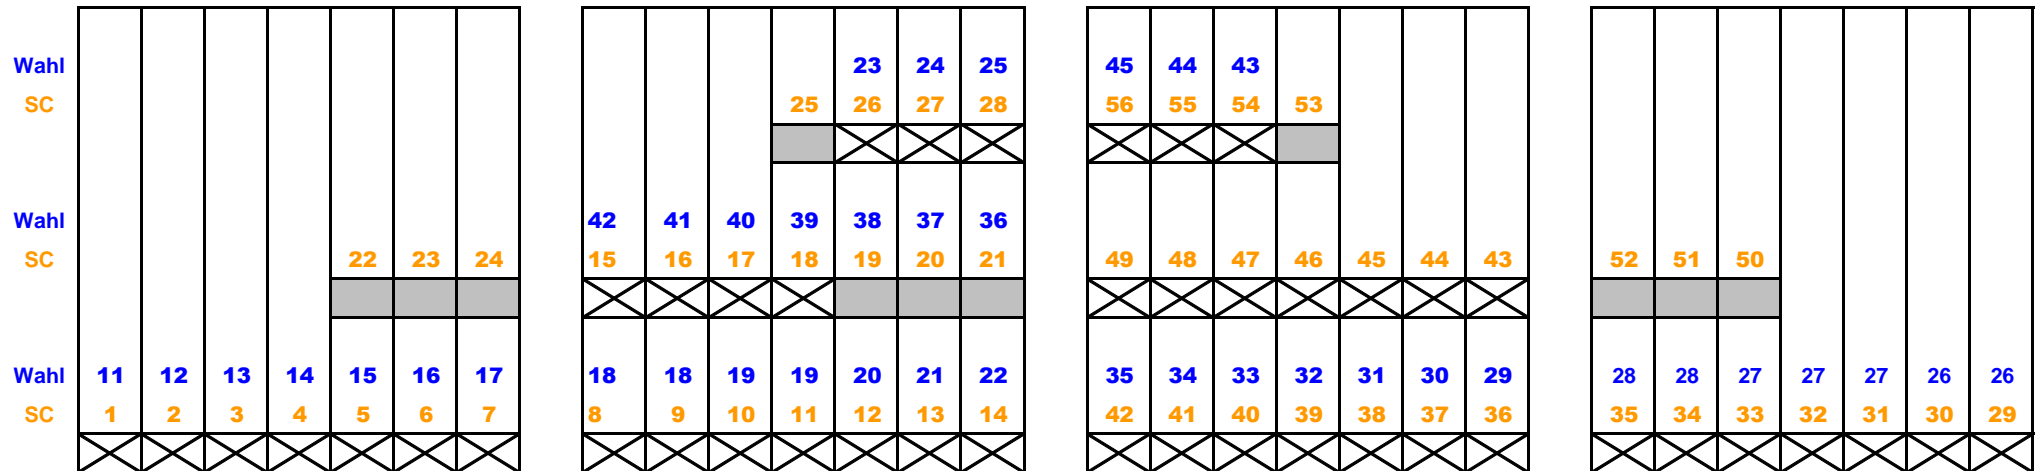 Wahl 23 24 25 45 44 43
SC 25 26 27 28 56 55 54 53
Wahl 42 41 40 39 38 37 36
SC 22 23 24 15 16 17 18 19 20 21 49 48 47 46 45 44 43 52 51 50
Wahl 11 12 13 14 15 16 17 18 18 19 19 20 21 22 35 34 33 32 31 30 29 28 28 27 27 27 26 26
SC 1 2 3 4 5 6 7 8 9 10 11 12 13 14 42 41 40 39 38 37 36 35 34 33 32 31 30 29